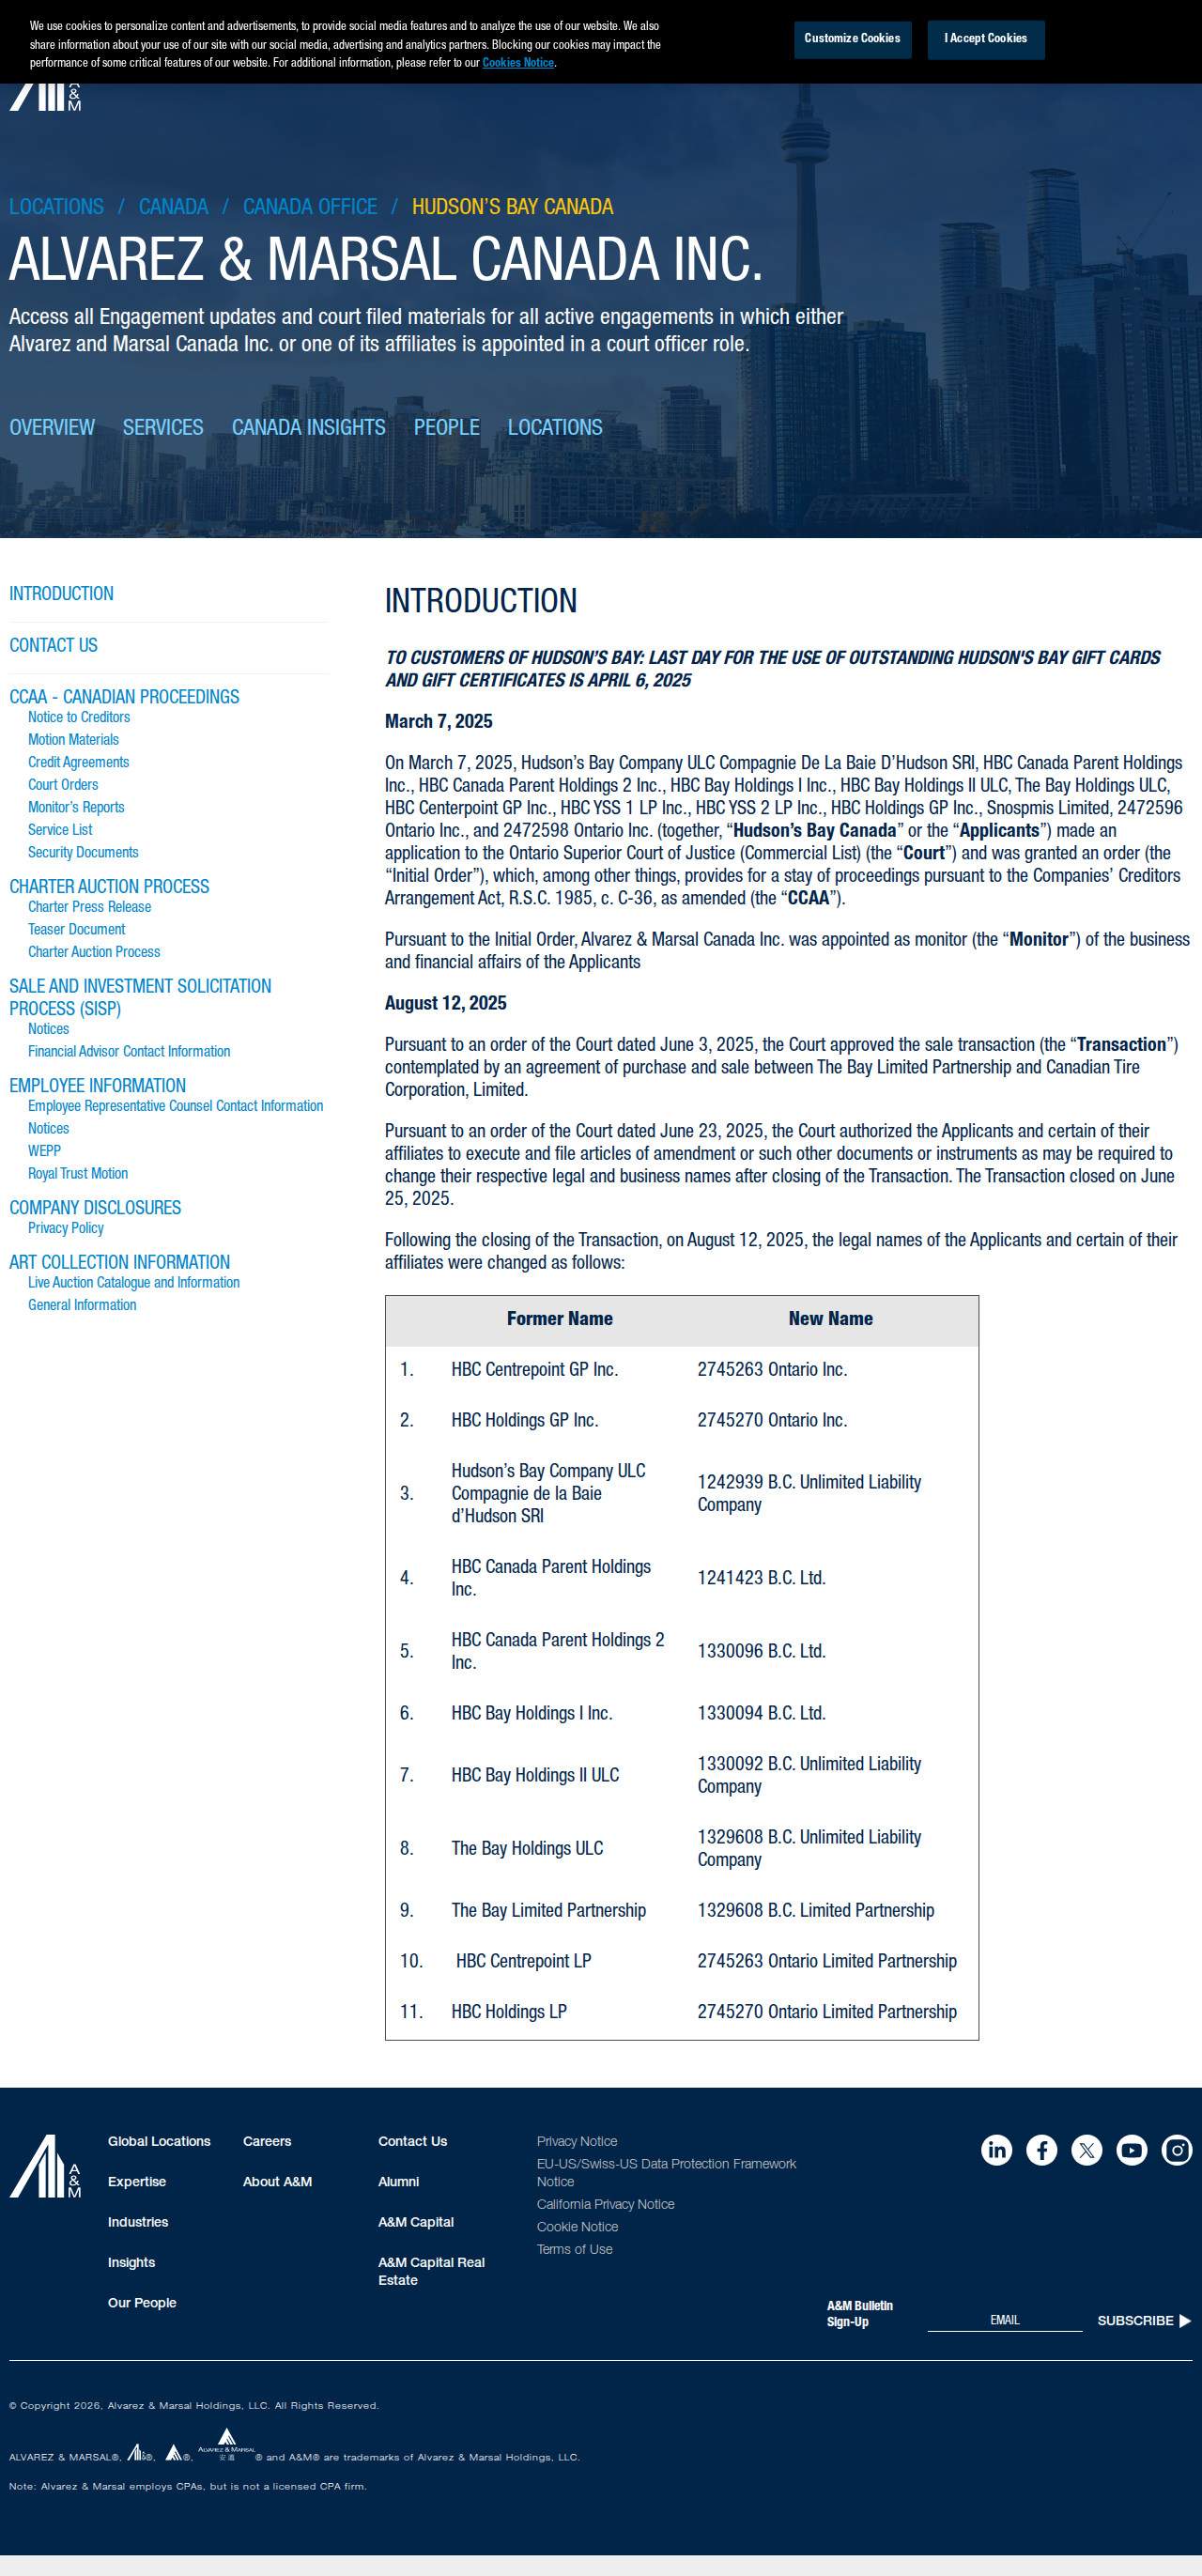 We use cookies to personalize content and advertisements, to provide social media features and to analyze the use of our website. We also
share information about your use of our site with our social media, advertising and analytics partners. Blocking our cookies may impact the
performance of some critical features of our website. For additional information, please refer to our Cookies Notice.
Customize Cookies
I Accept Cookies
A&M
LOCATIONS / CANADA / CANADA OFFICE / HUDSON’S BAY CANADA
ALVAREZ & MARSAL CANADA INC.
Access all Engagement updates and court filed materials for all active engagements in which either
Alvarez and Marsal Canada Inc. or one of its affiliates is appointed in a court officer role.
OVERVIEW SERVICES CANADA INSIGHTS PEOPLE LOCATIONS
INTRODUCTION
CONTACT US
CCAA - CANADIAN PROCEEDINGS
Notice to Creditors
Motion Materials
Credit Agreements
Court Orders
Monitor’s Reports
Service List
Security Documents
CHARTER AUCTION PROCESS
Charter Press Release
Teaser Document
Charter Auction Process
SALE AND INVESTMENT SOLICITATION
PROCESS (SISP)
Notices
Financial Advisor Contact Information
EMPLOYEE INFORMATION
Employee Representative Counsel Contact Information
Notices
WEPP
Royal Trust Motion
COMPANY DISCLOSURES
Privacy Policy
ART COLLECTION INFORMATION
Live Auction Catalogue and Information
General Information
INTRODUCTION
TO CUSTOMERS OF HUDSON’S BAY: LAST DAY FOR THE USE OF OUTSTANDING HUDSON'S BAY GIFT CARDS
AND GIFT CERTIFICATES IS APRIL 6, 2025
March 7, 2025
On March 7, 2025, Hudson’s Bay Company ULC Compagnie De La Baie D’Hudson SRI, HBC Canada Parent Holdings
Inc., HBC Canada Parent Holdings 2 Inc., HBC Bay Holdings I Inc., HBC Bay Holdings II ULC, The Bay Holdings ULC,
HBC Centerpoint GP Inc., HBC YSS 1 LP Inc., HBC YSS 2 LP Inc., HBC Holdings GP Inc., Snospmis Limited, 2472596
Ontario Inc., and 2472598 Ontario Inc. (together, “Hudson’s Bay Canada” or the “Applicants”) made an
application to the Ontario Superior Court of Justice (Commercial List) (the “Court”) and was granted an order (the
“Initial Order”), which, among other things, provides for a stay of proceedings pursuant to the Companies’ Creditors
Arrangement Act, R.S.C. 1985, c. C-36, as amended (the “CCAA”).
Pursuant to the Initial Order, Alvarez & Marsal Canada Inc. was appointed as monitor (the “Monitor”) of the business
and financial affairs of the Applicants
August 12, 2025
Pursuant to an order of the Court dated June 3, 2025, the Court approved the sale transaction (the “Transaction”)
contemplated by an agreement of purchase and sale between The Bay Limited Partnership and Canadian Tire
Corporation, Limited.
Pursuant to an order of the Court dated June 23, 2025, the Court authorized the Applicants and certain of their
affiliates to execute and file articles of amendment or such other documents or instruments as may be required to
change their respective legal and business names after closing of the Transaction. The Transaction closed on June
25, 2025.
Following the closing of the Transaction, on August 12, 2025, the legal names of the Applicants and certain of their
affiliates were changed as follows:
Former Name New Name
1. HBC Centrepoint GP Inc. 2745263 Ontario Inc.
2. HBC Holdings GP Inc. 2745270 Ontario Inc.
3. Hudson’s Bay Company ULC
Compagnie de la Baie
d’Hudson SRI
1242939 B.C. Unlimited Liability
Company
4. HBC Canada Parent Holdings
Inc.
1241423 B.C. Ltd.
5. HBC Canada Parent Holdings 2
Inc.
1330096 B.C. Ltd.
6. HBC Bay Holdings I Inc. 1330094 B.C. Ltd.
7. HBC Bay Holdings II ULC
1330092 B.C. Unlimited Liability
Company
8. The Bay Holdings ULC
1329608 B.C. Unlimited Liability
Company
9. The Bay Limited Partnership 1329608 B.C. Limited Partnership
10. HBC Centrepoint LP 2745263 Ontario Limited Partnership
11. HBC Holdings LP 2745270 Ontario Limited Partnership
A&M
Global Locations
Expertise
Industries
Insights
Our People
Careers
About A&M
Contact Us
Alumni
A&M Capital
A&M Capital Real
Estate
Privacy Notice
EU-US/Swiss-US Data Protection Framework
Notice
California Privacy Notice
Cookie Notice
Terms of Use
A&M Bulletin
Sign-Up
EMAIL
SUBSCRIBE
© Copyright 2026, Alvarez & Marsal Holdings, LLC. All Rights Reserved.
ALVAREZ & MARSAL®, ®, ®, ALVAREZ & MARSAL ® and A&M® are trademarks of Alvarez & Marsal Holdings, LLC.
Note: Alvarez & Marsal employs CPAs, but is not a licensed CPA firm.